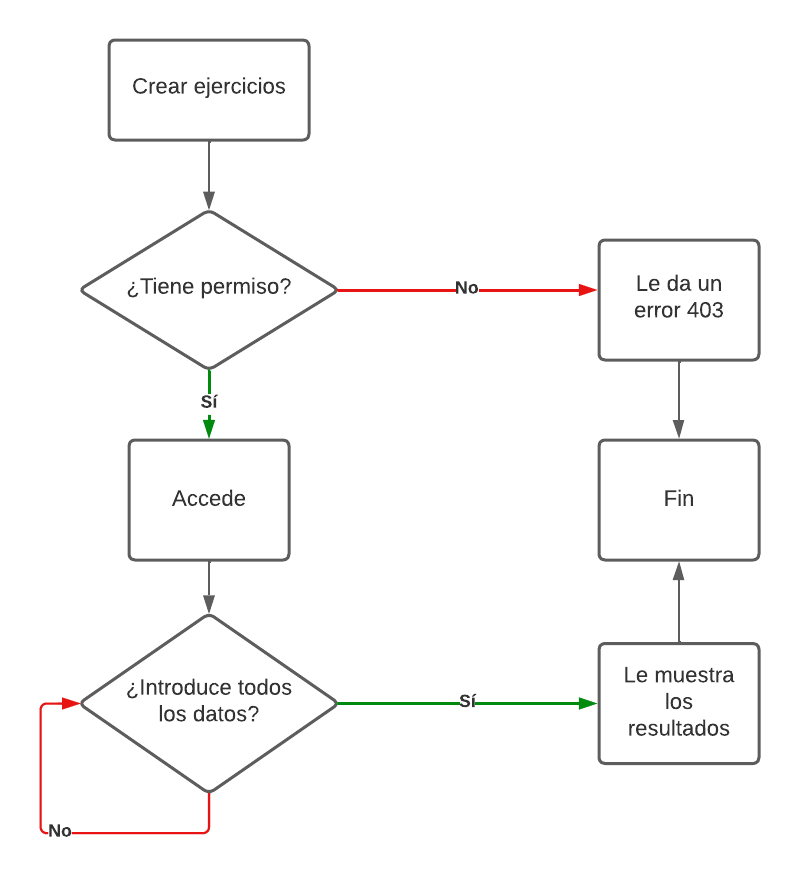 Crear ejercicios
¿Tiene permiso?
No
Le da un
error 403
Sí
Accede
Fin
¿Introduce todos
los datos?
Sí
Le muestra
los
resultados
No